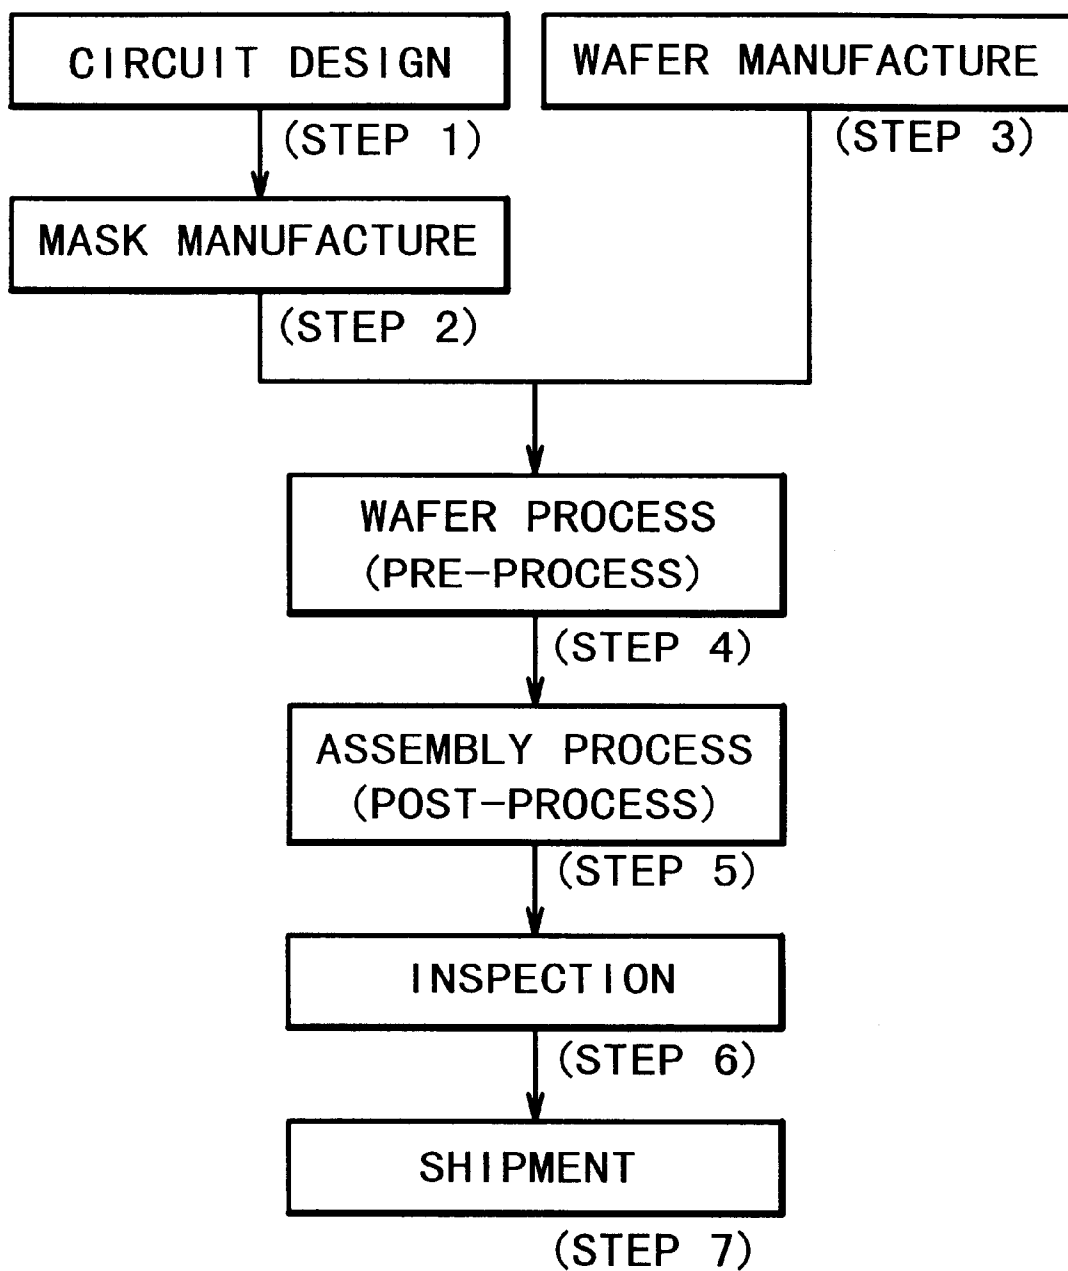 CIRCUIT DESIGN
(STEP 1)
WAFER MANUFACTURE
(STEP 3)
MASK MANUFACTURE
(STEP 2)
WAFER PROCESS
(PRE-PROCESS)
(STEP 4)
ASSEMBLY PROCESS
(POST-PROCESS)
(STEP 5)
INSPECTION
(STEP 6)
SHIPMENT
(STEP 7)